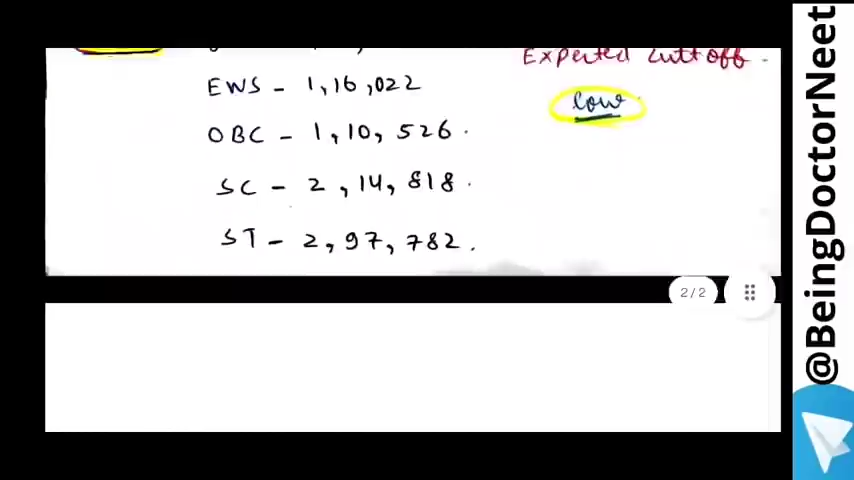 Expected cuttoff
EWS - 1,16,022
low
OBC - 1,10,526.
SC - 2,14,818.
ST - 2,97,782.
2/2
@BeingDoctorNeet